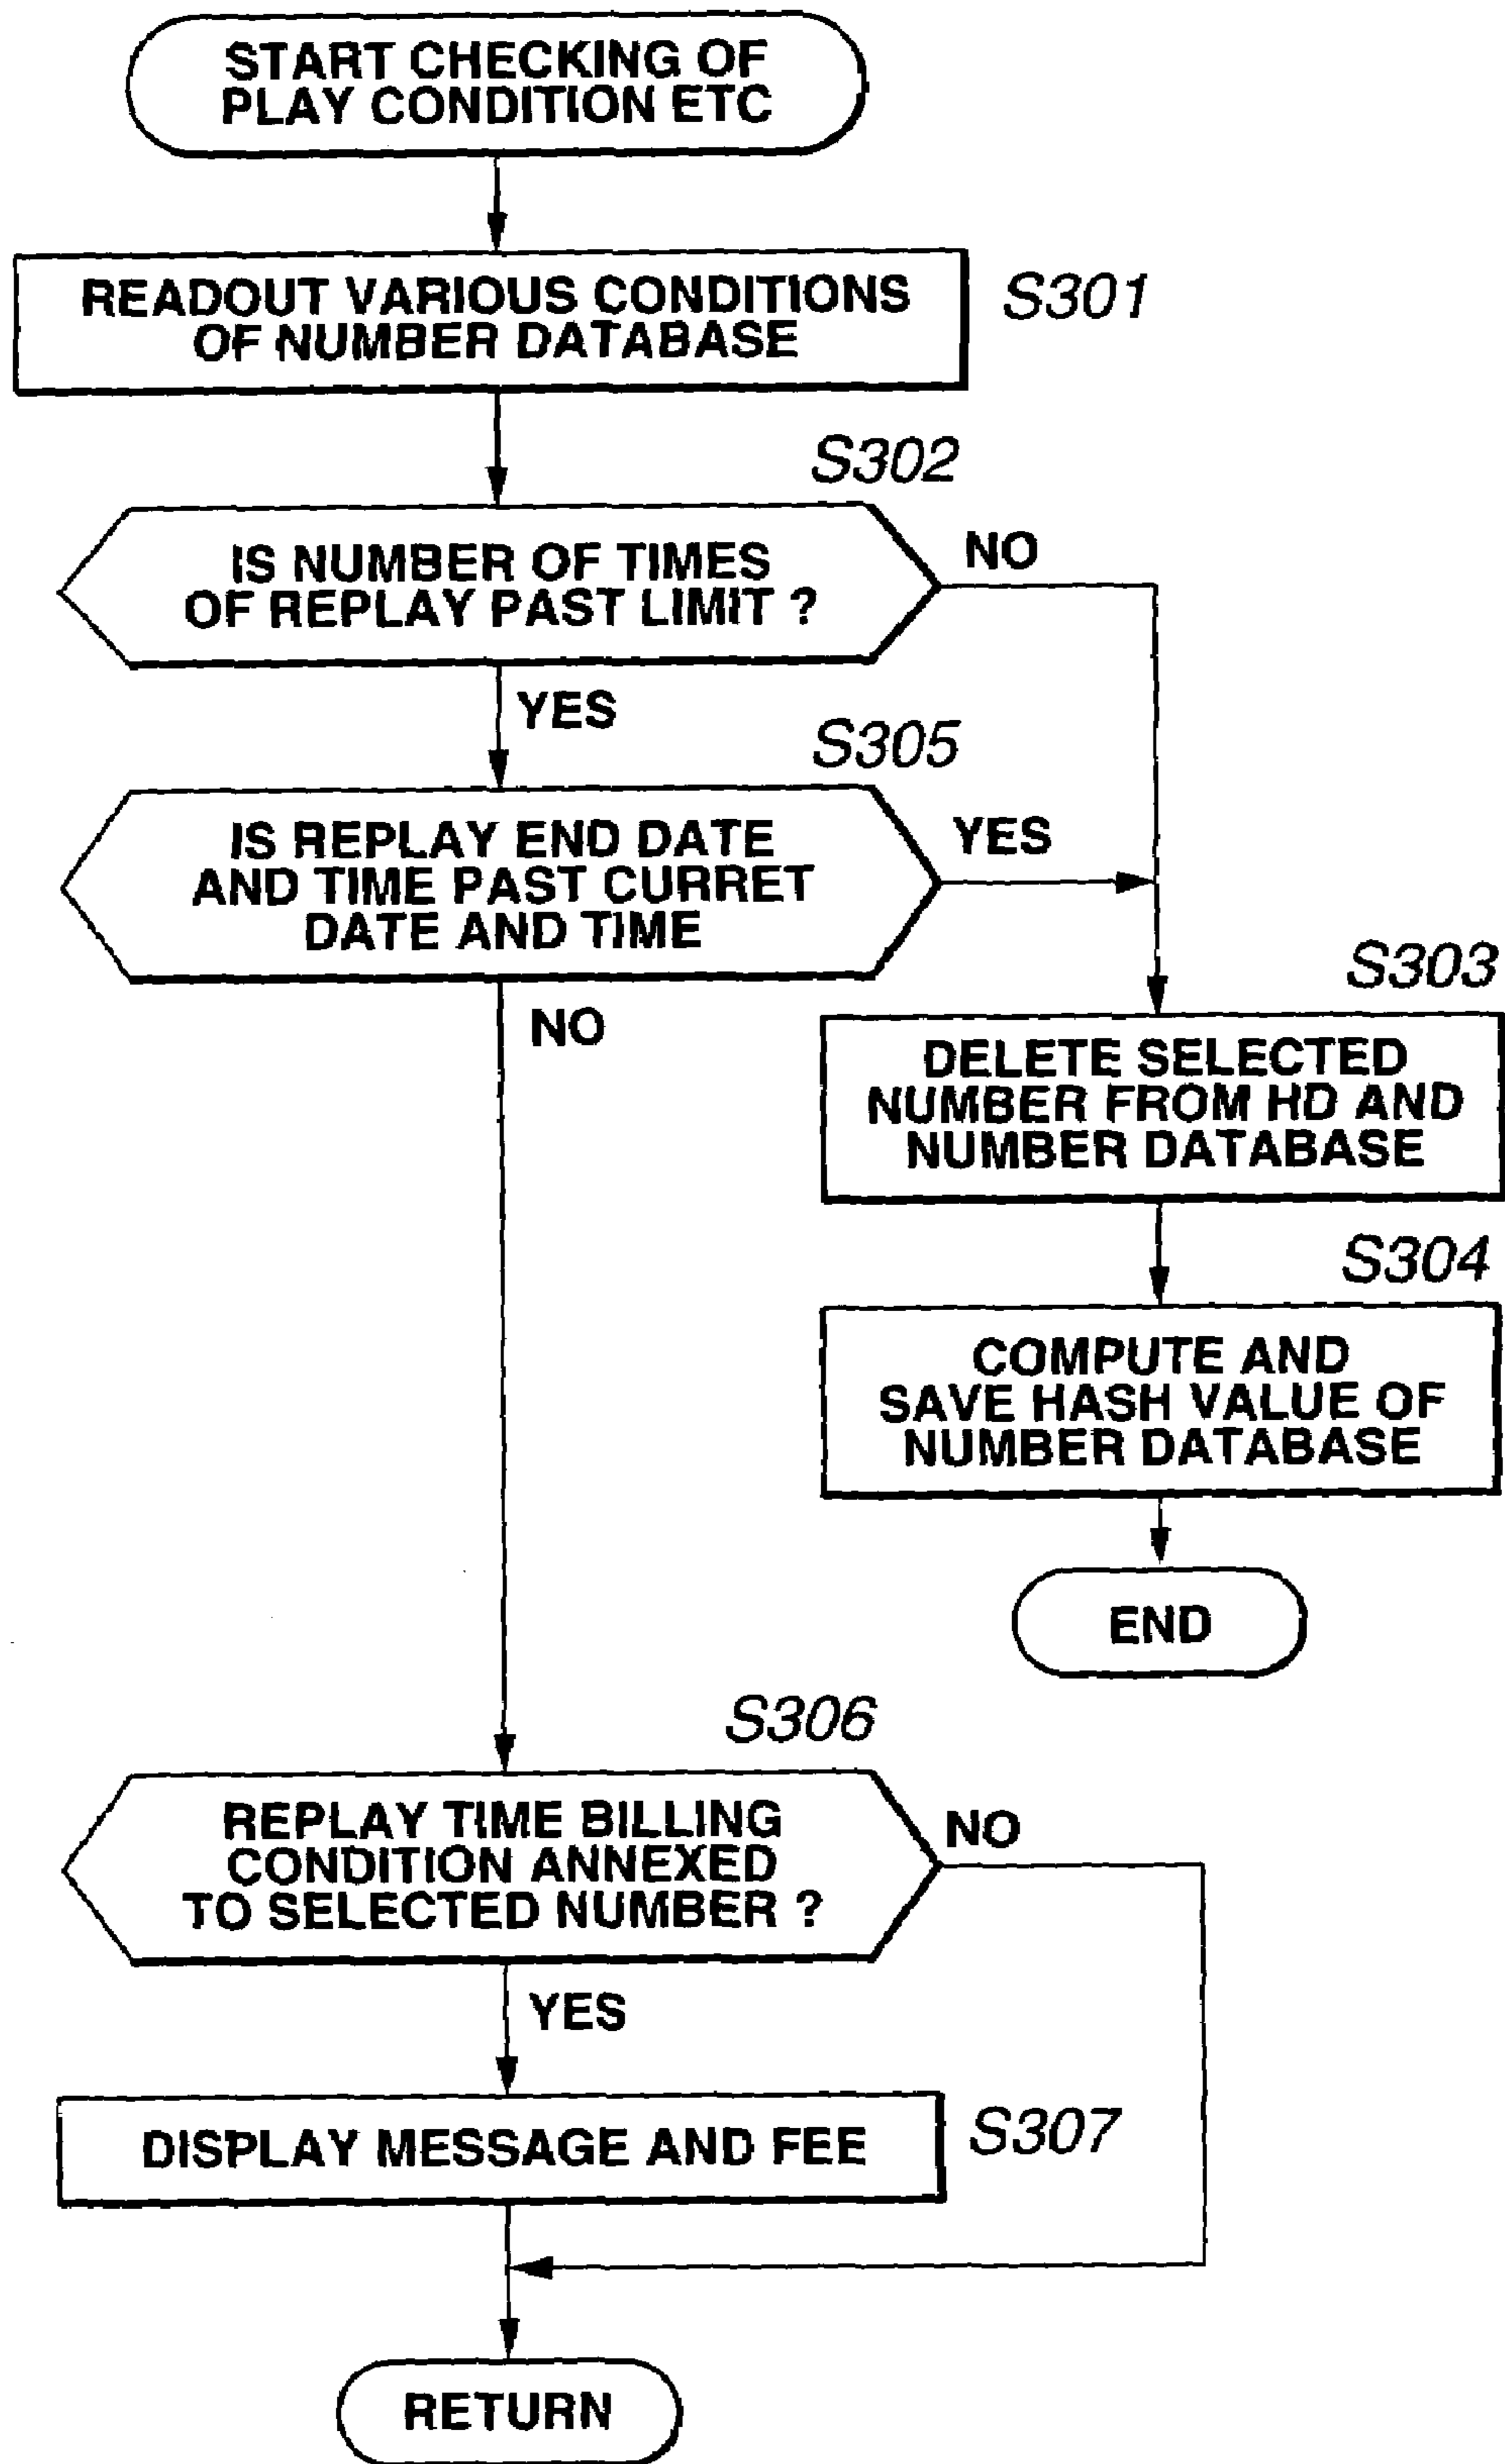 START CHECKING OF
PLAY CONDITION ETC
READOUT VARIOUS CONDITIONS
OF NUMBER DATABASE
S301
S302
IS NUMBER OF TIMES
OF REPLAY PAST LIMIT ?
NO
YES
S305
IS REPLAY END DATE
AND TIME PAST CURRET
DATE AND TIME
YES
NO
S303
DELETE SELECTED
NUMBER FROM HD AND
NUMBER DATABASE
S304
COMPUTE AND
SAVE HASH VALUE OF
NUMBER DATABASE
END
S306
REPLAY TIME BILLING
CONDITION ANNEXED
TO SELECTED NUMBER ?
NO
YES
DISPLAY MESSAGE AND FEE
S307
RETURN